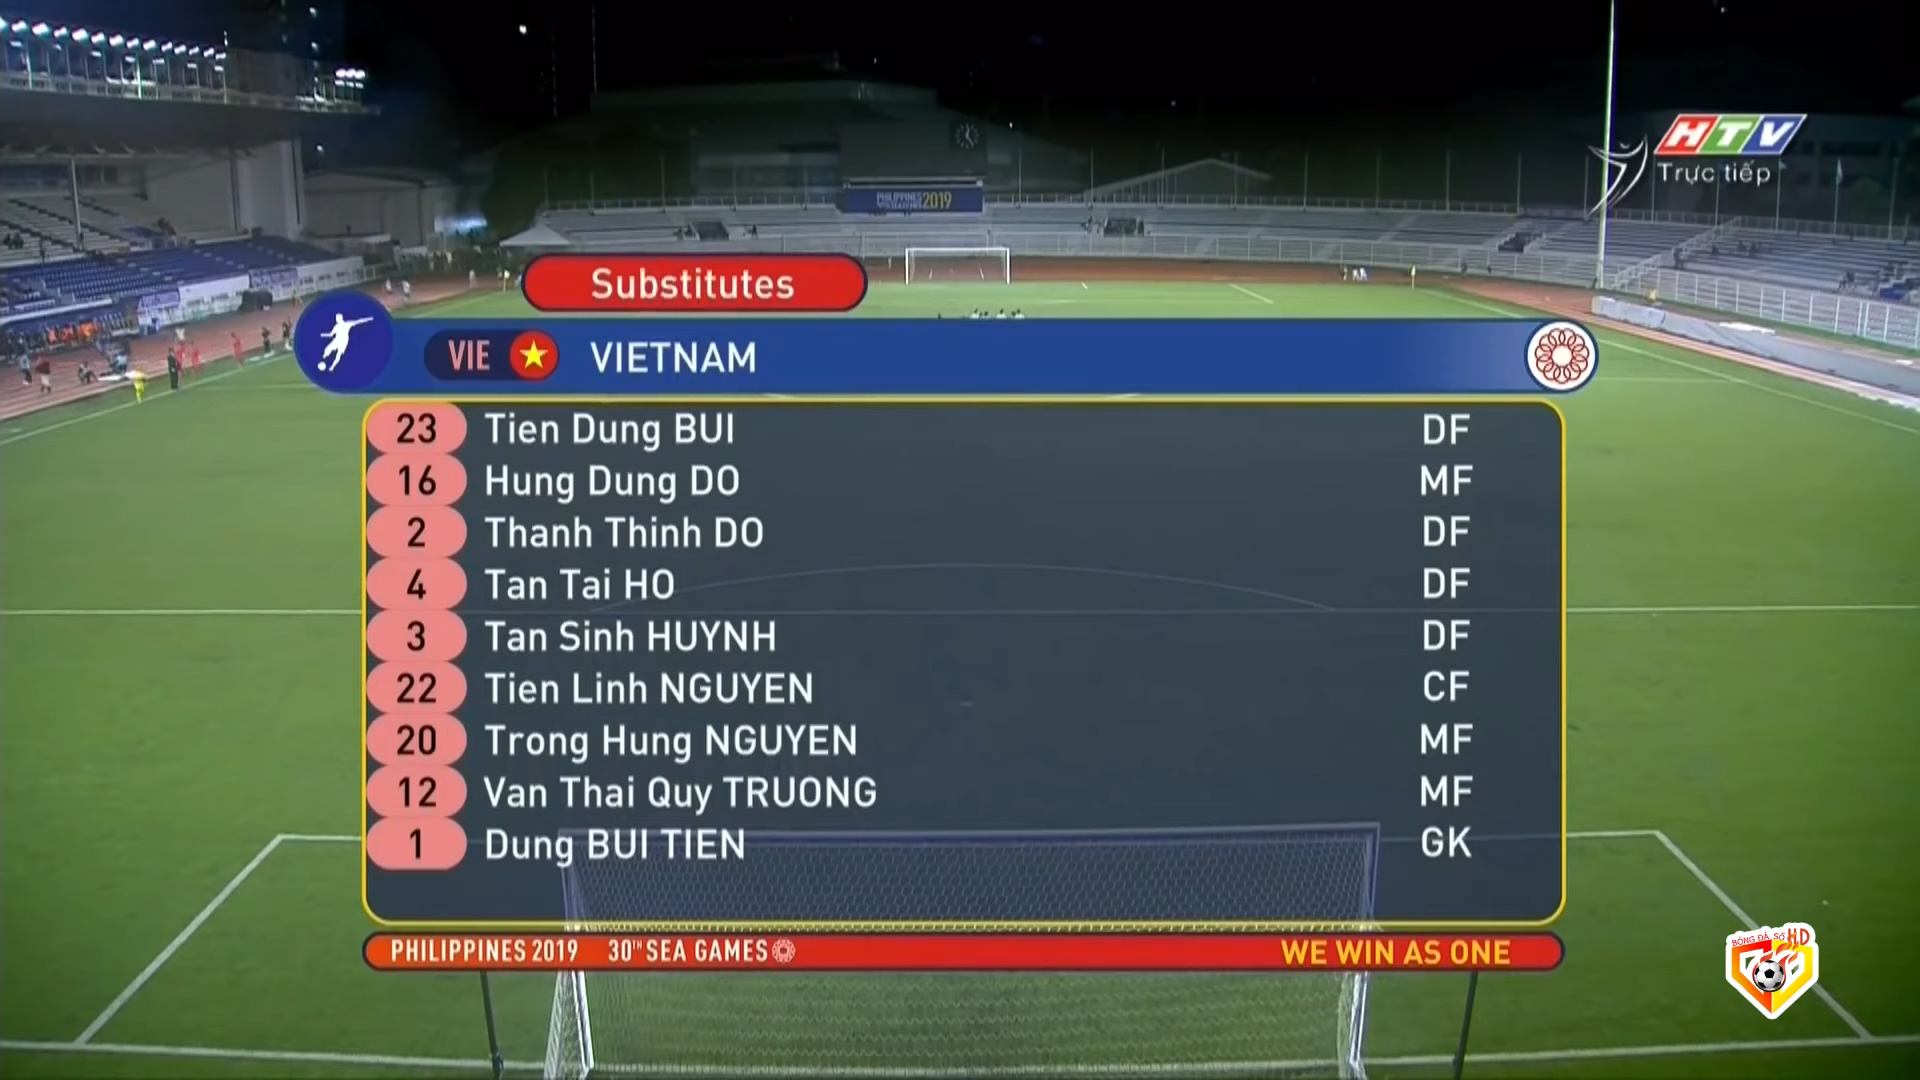 HTV
Trực tiếp
PHILIPPINES 2019
Substitutes
VIE VIETNAM
23 Tien Dung BUI DF
16 Hung Dung DO MF
2 Thanh Thinh DO DF
4 Tan Tai HO DF
3 Tan Sinh HUYNH DF
22 Tien Linh NGUYEN CF
20 Trong Hung NGUYEN MF
12 Van Thai Quy TRUONG MF
1 Dung BUI TIEN GK
PHILIPPINES 2019 30TH SEA GAMES WE WIN AS ONE
BÓNG ĐÁ SỐ HD